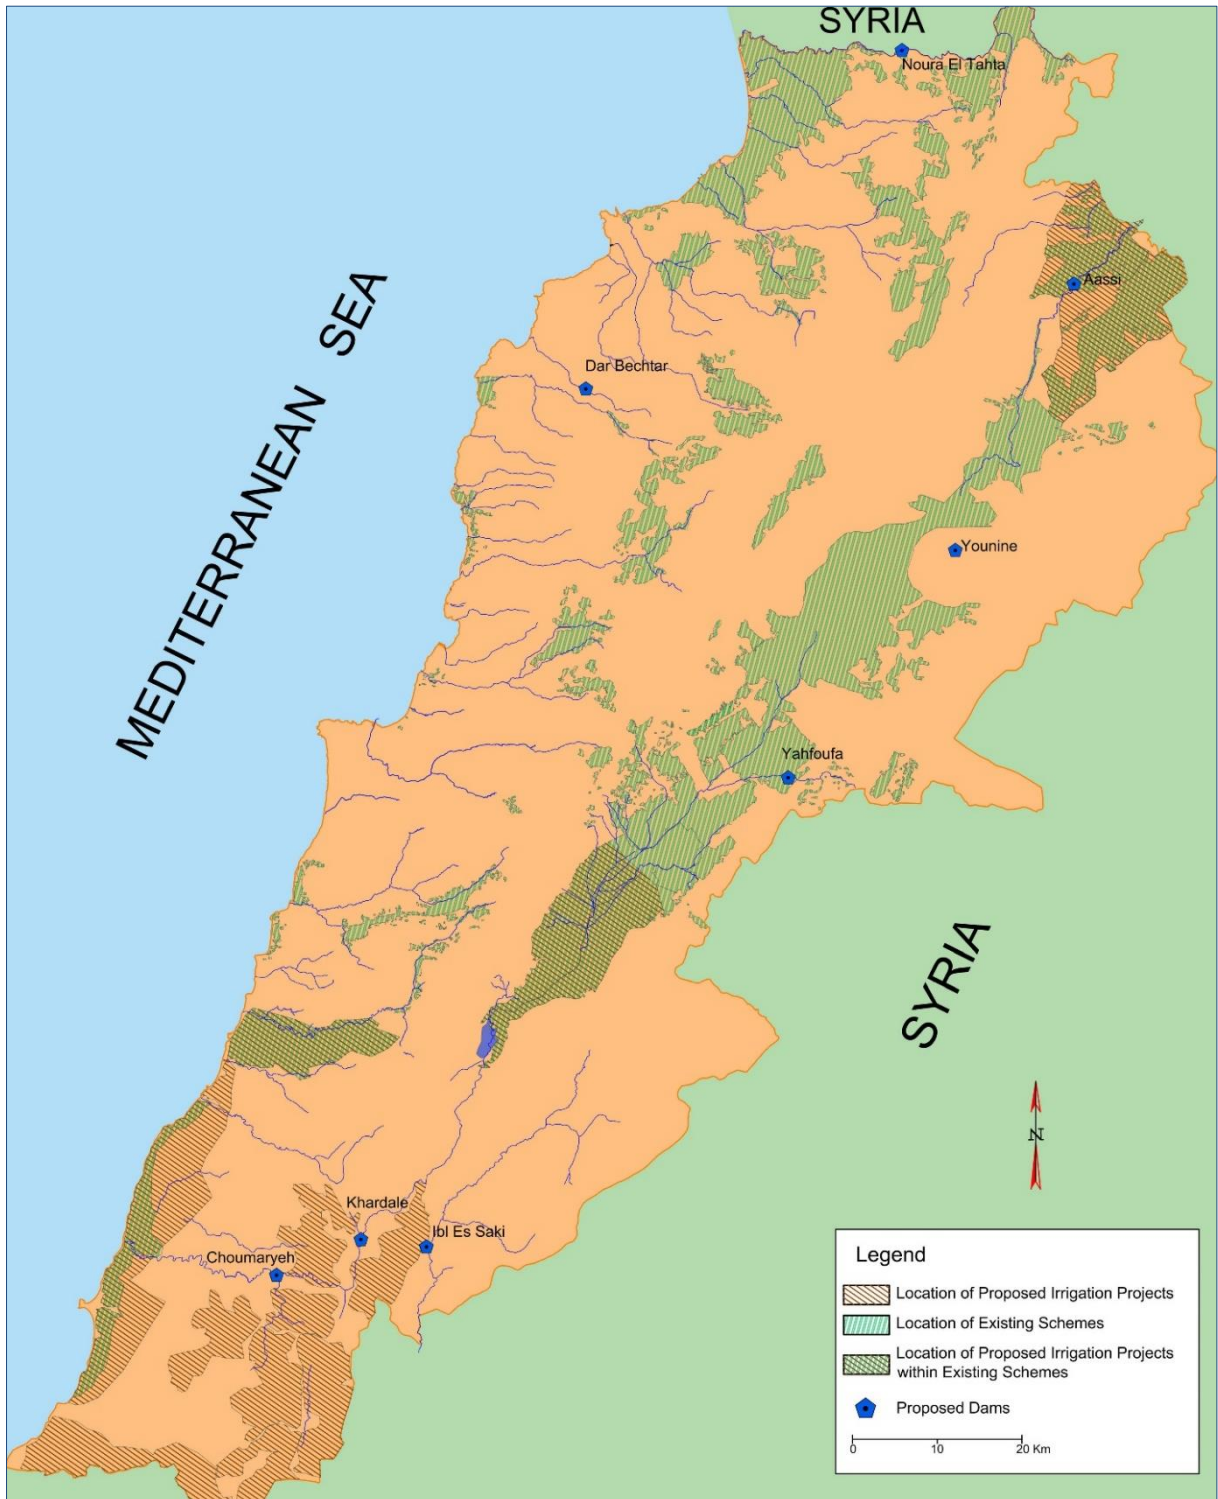 SYRIA
Noura El Tahta
Aassi
MEDITERRANEAN SEA
Dar Bechtar
Younine
Yahfoufa
SYRIA
N
Khardale
Ibl Es Saki
Choumaryeh
Legend
Location of Proposed Irrigation Projects
Location of Existing Schemes
Location of Proposed Irrigation Projects
within Existing Schemes
Proposed Dams
0 10 20 Km